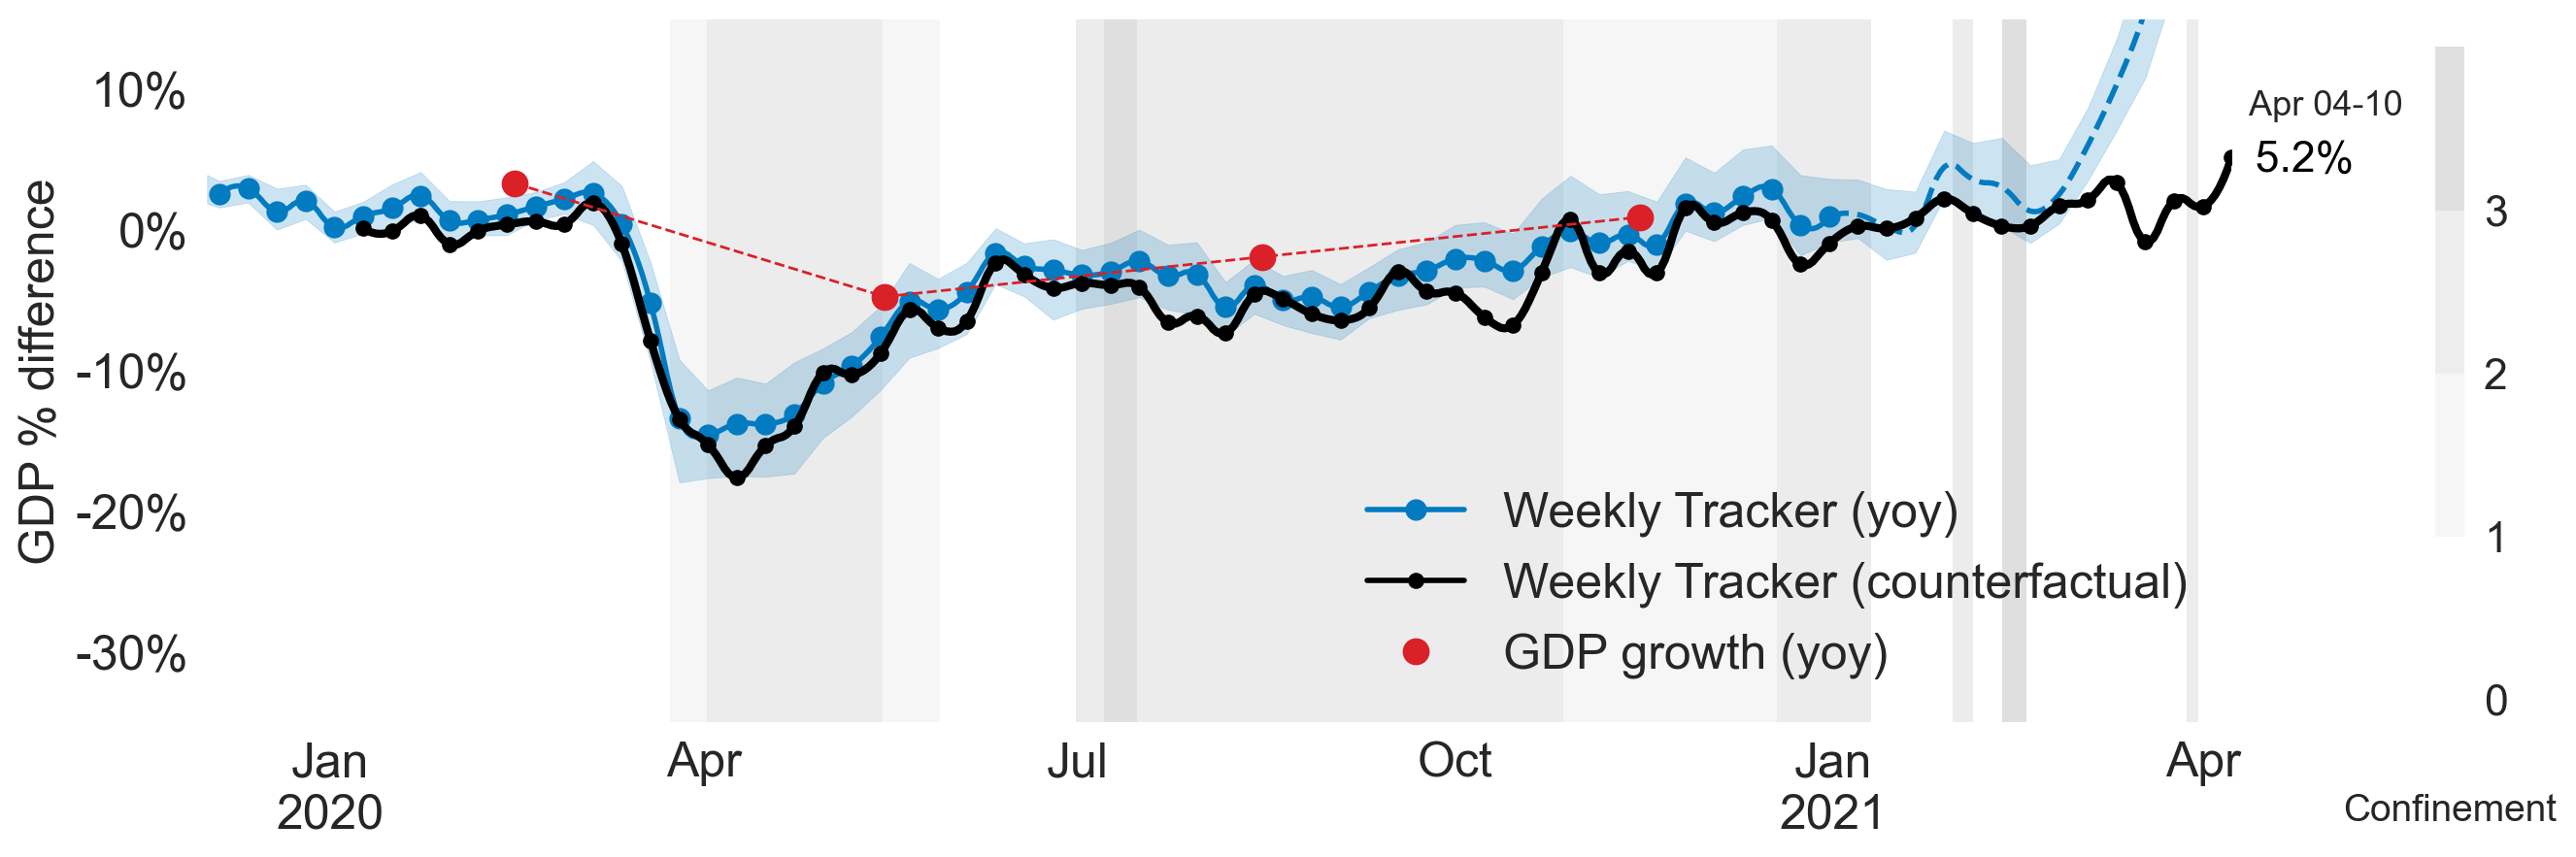 GDP % difference
10%
0%
-10%
-20%
-30%
Jan
2020
Apr
Jul
Oct
Jan
2021
Apr
Apr 04-10
5.2%
Weekly Tracker (yoy)
Weekly Tracker (counterfactual)
GDP growth (yoy)
3
2
1
0
Confinement